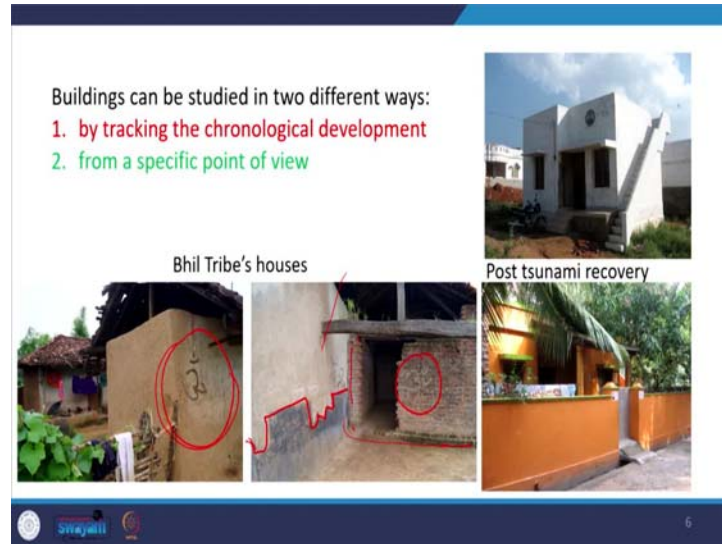 Buildings can be studied in two different ways:
1. by tracking the chronological development
2. from a specific point of view
Bhil Tribe's houses
Post tsunami recovery
swayam
6